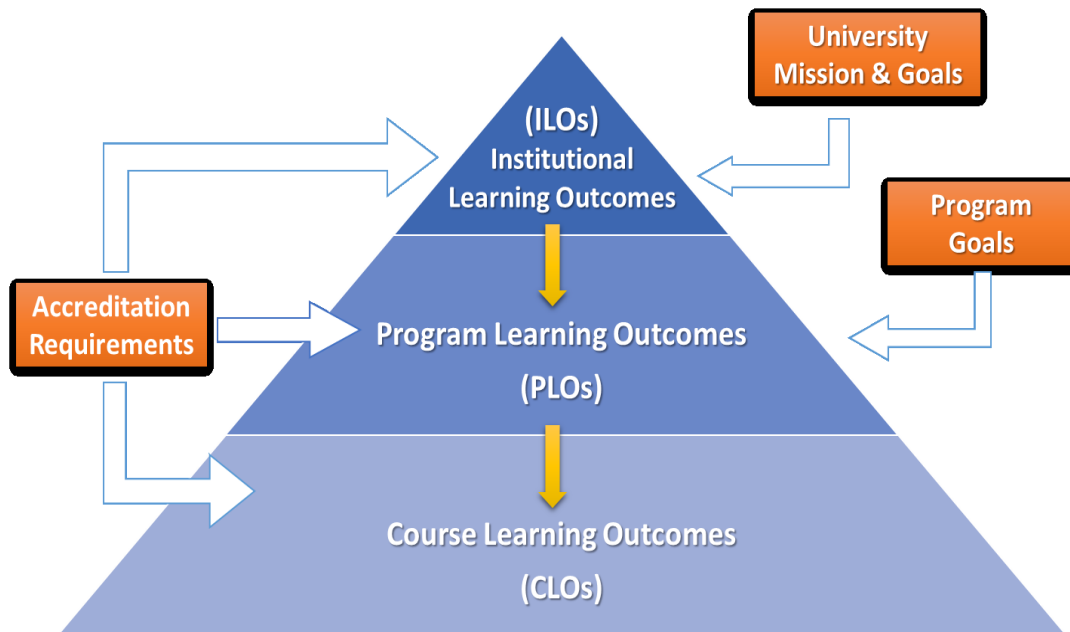 University
Mission & Goals
(ILOs)
Institutional
Learning Outcomes
Program
Goals
Accreditation
Requirements
Program Learning Outcomes
(PLOs)
Course Learning Outcomes
(CLOs)